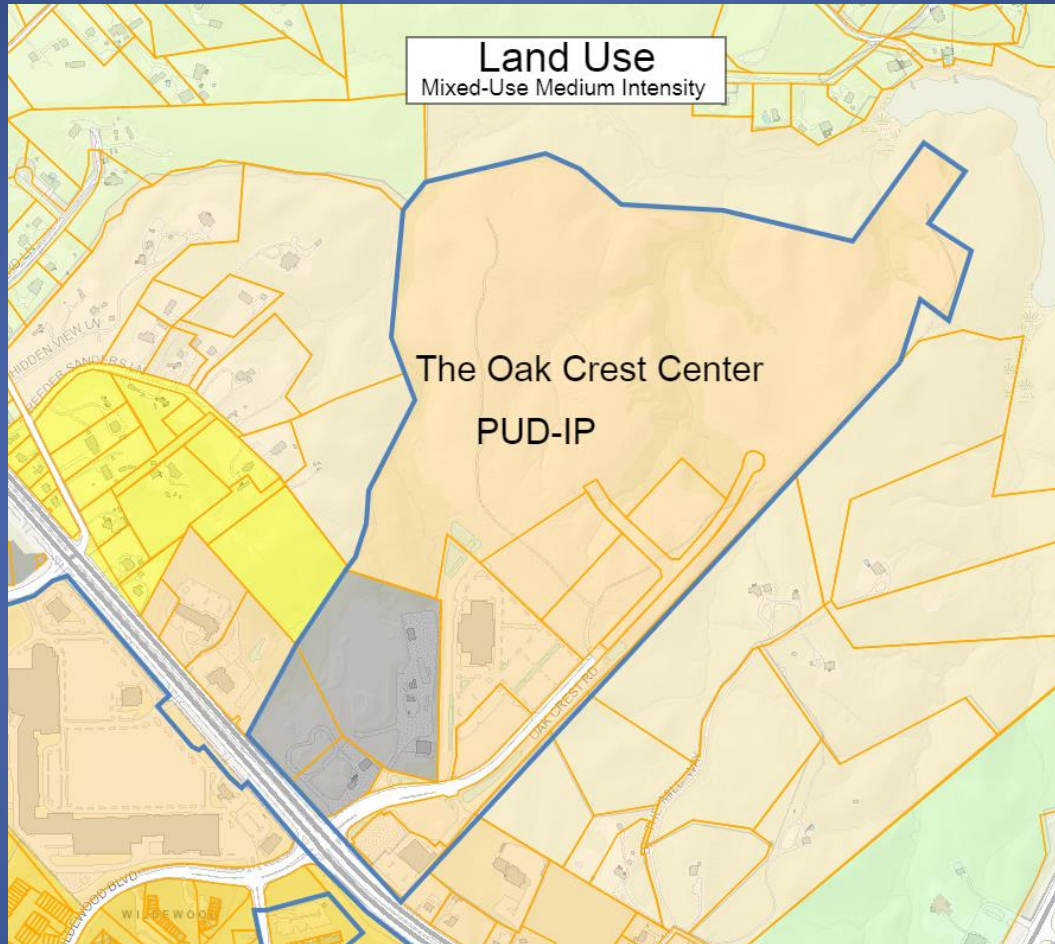 Land Use
Mixed-Use Medium Intensity
HIDDEN VIEW LN
The Oak Crest Center
PUD-IP
OAK CREST RD
WILDEWOOD